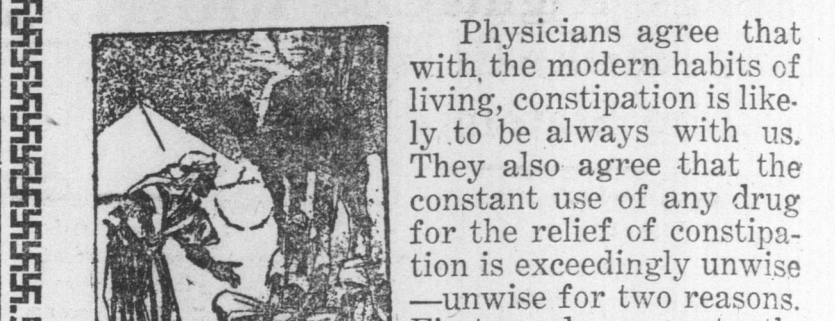 Physicians agree that
with, the modern habits of
living, constipation is like-
ly to be always with us.
They also agree that the
constant use of any drug
for the relief of constipa-
tion is exceedingly unwise
—unwise for two reasons.